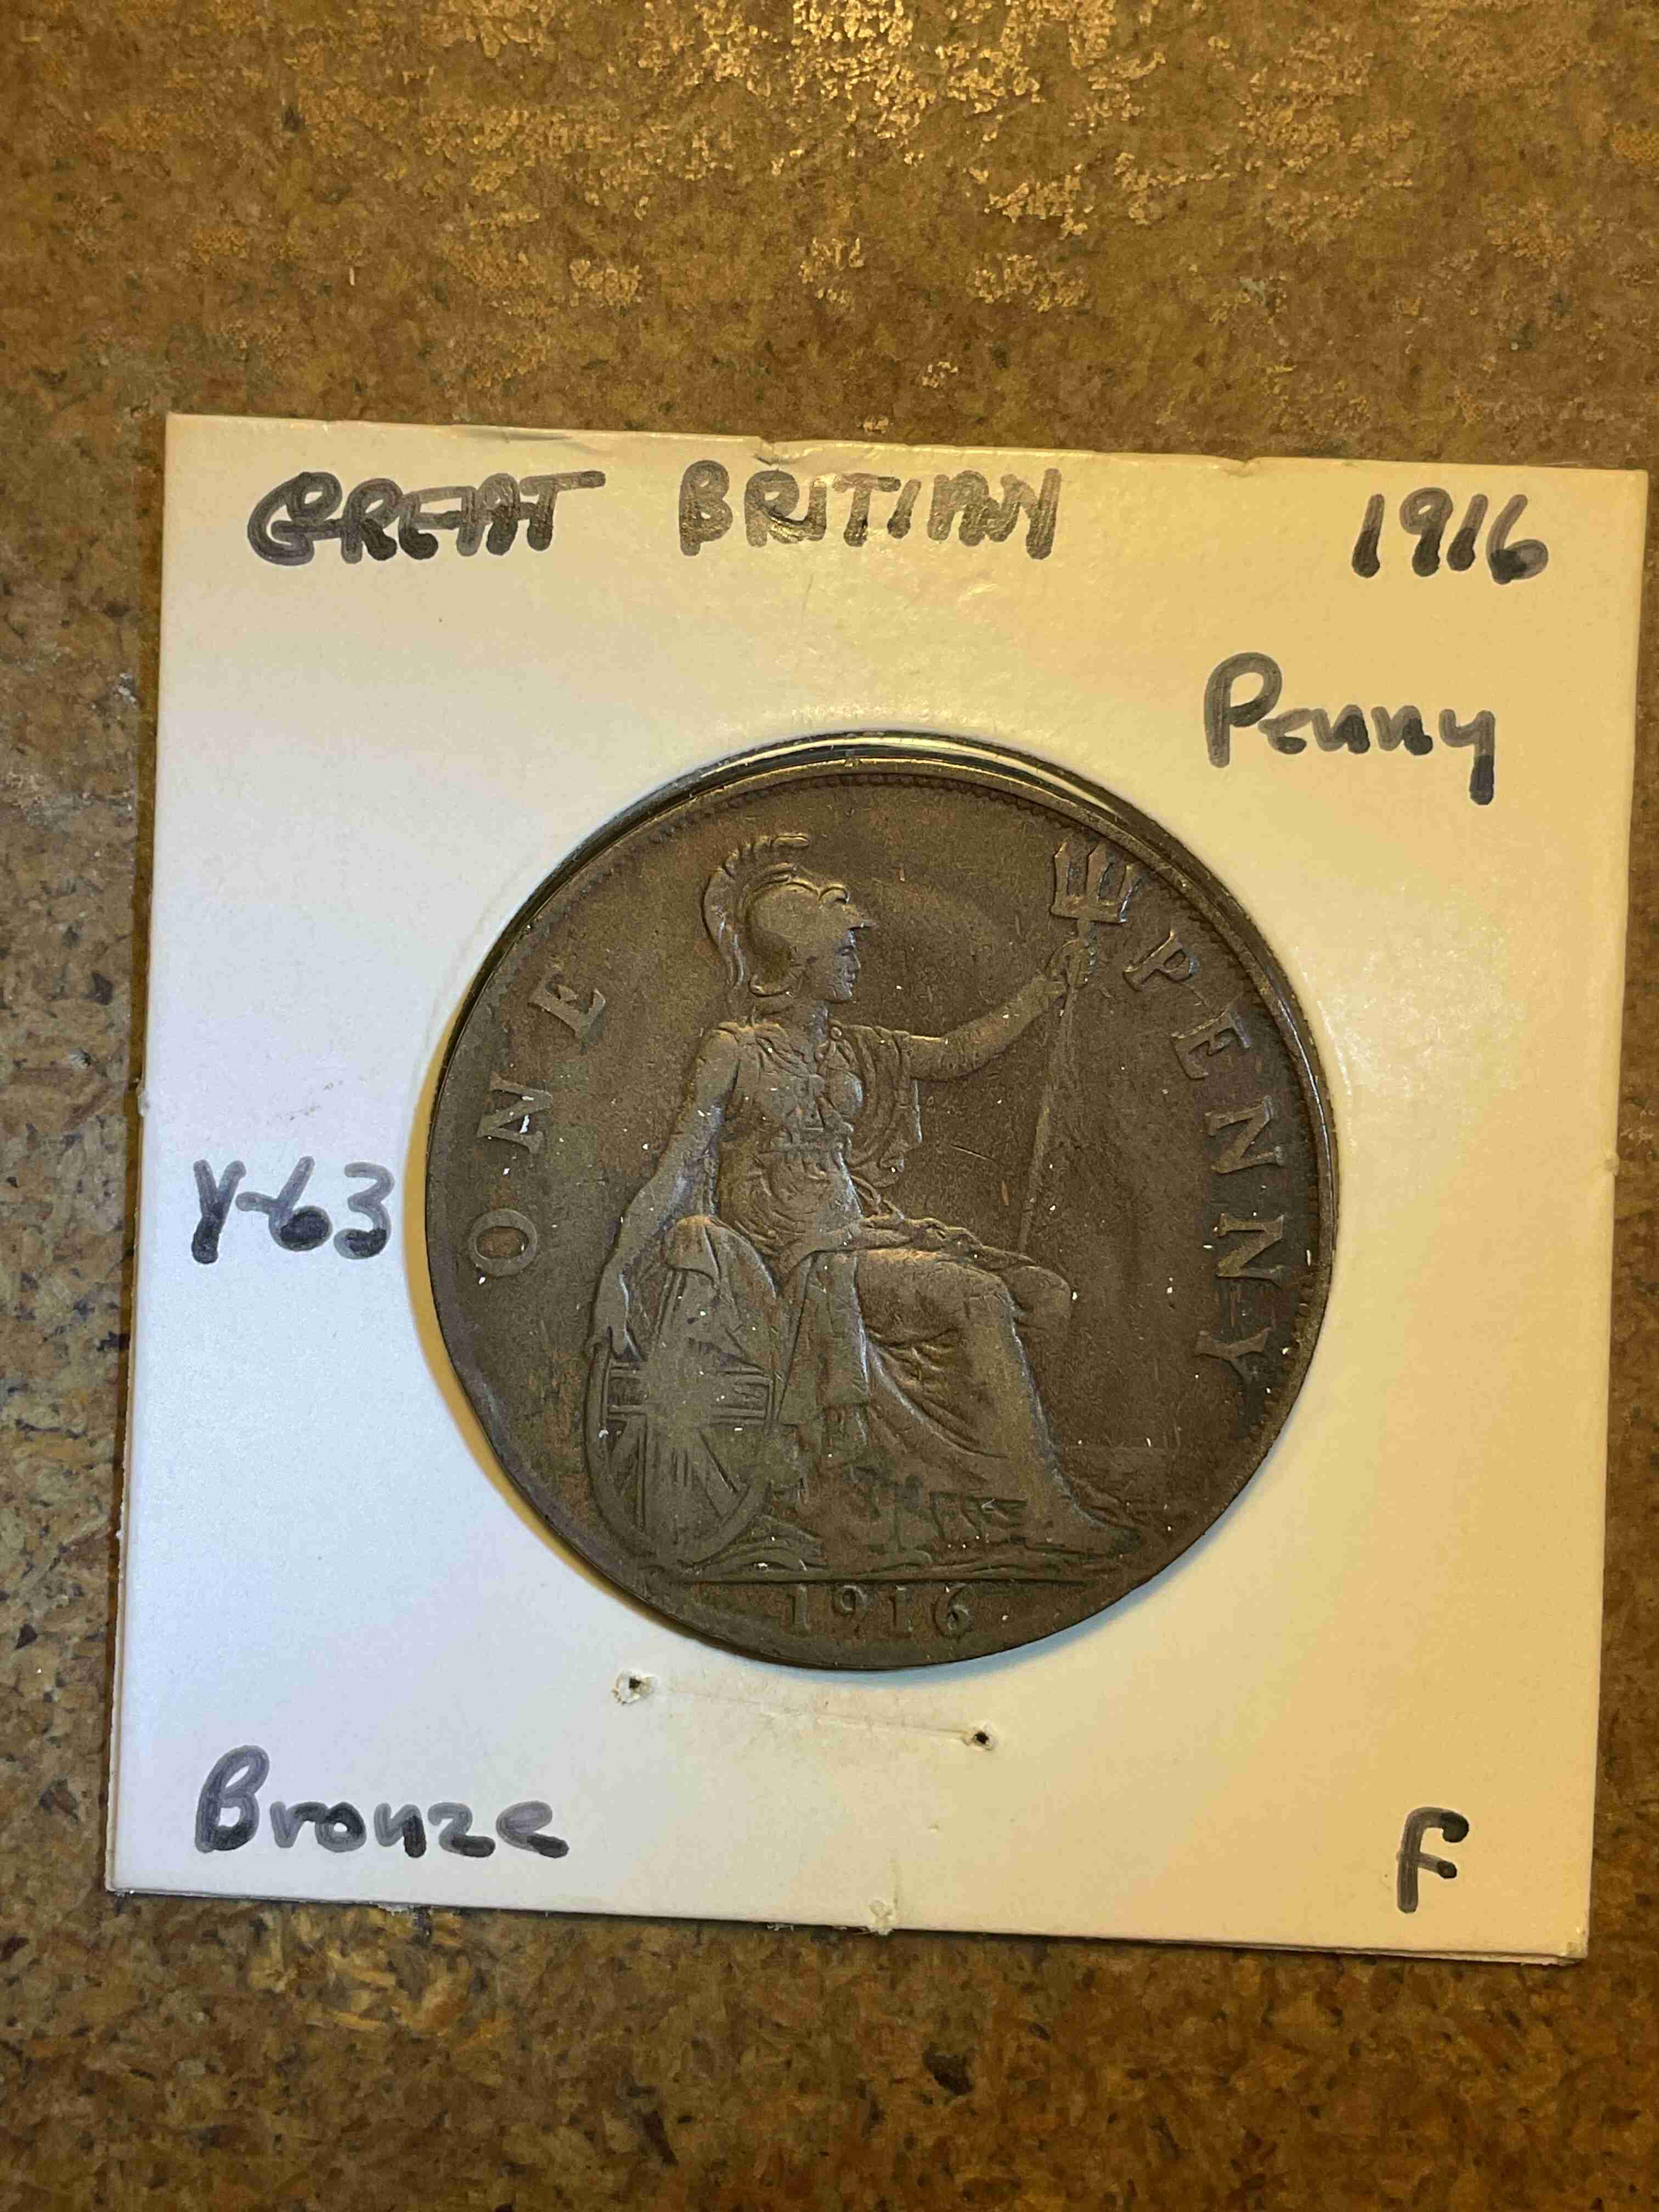 GREAT BRITIAN 1916
Penny
ONE PENNY
Y-63
1916
Bronze F